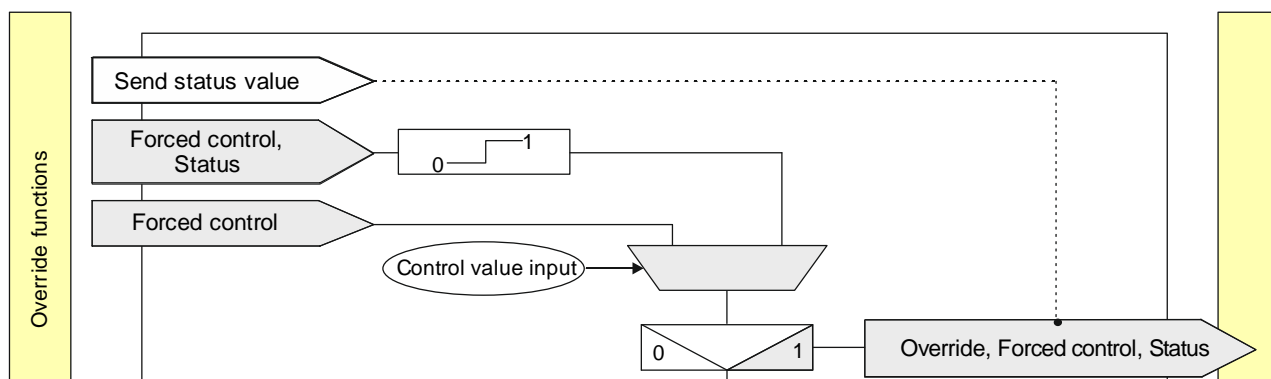 Override functions
Send status value
Forced control,
Status
0
1
Forced control
Control value input
0
1
Override, Forced control, Status